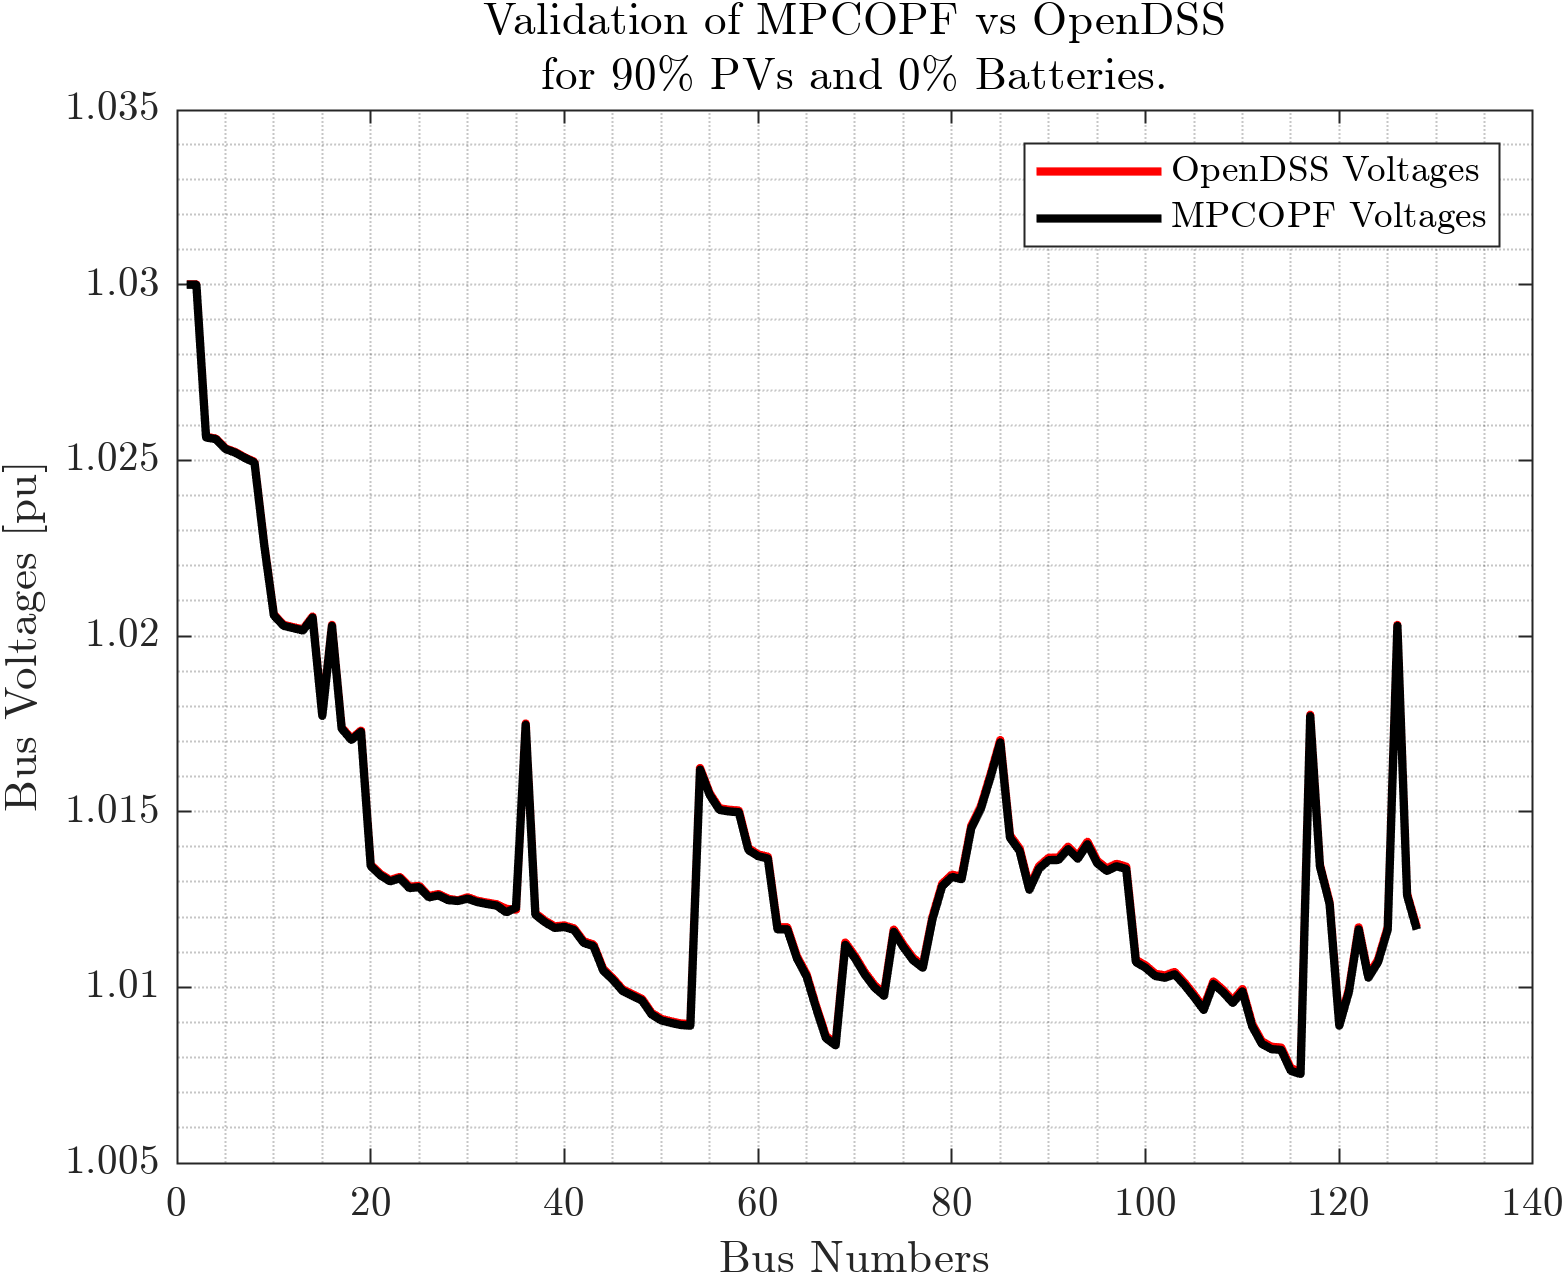 Validation of MPCOPF vs OpenDSS
for 90% PVs and 0% Batteries.
1.035
1.03
1.025
1.02
1.015
1.01
1.005
Bus Voltages [pu]
OpenDSS Voltages
MPCOPF Voltages
0 20 40 60 80 100 120 140
Bus Numbers